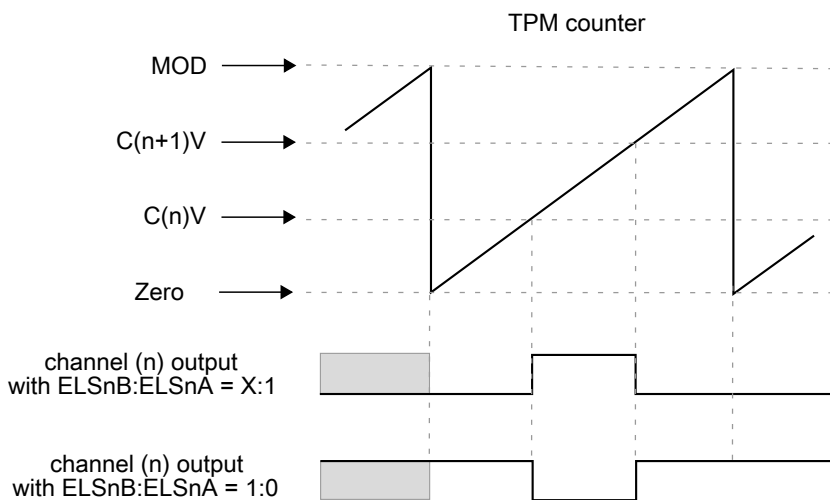 TPM counter
MOD
C(n+1)V
C(n)V
Zero
channel (n) output
with ELSnB:ELSnA = X:1
channel (n) output
with ELSnB:ELSnA = 1:0